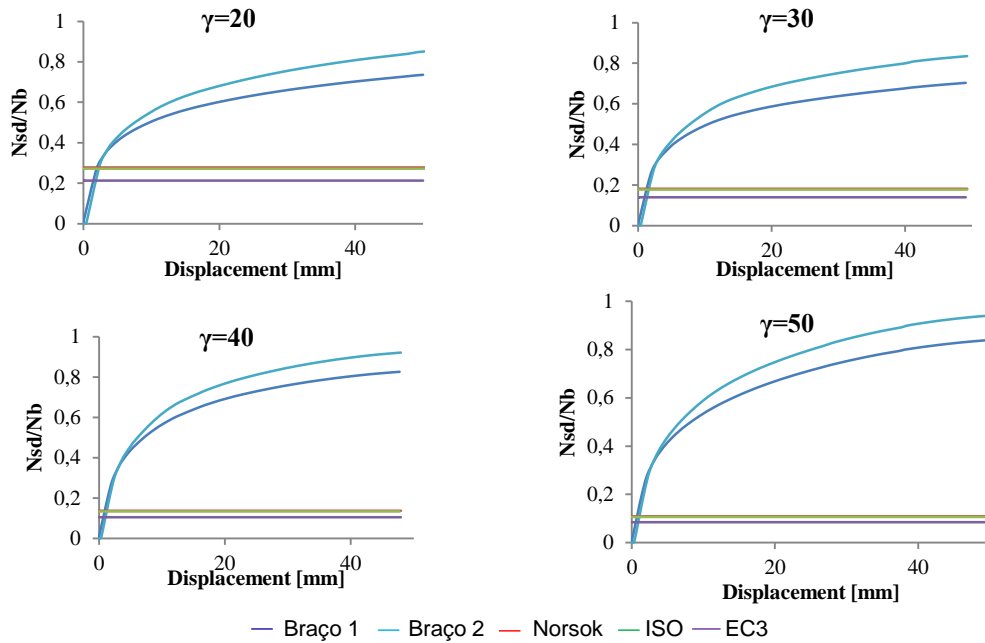 γ=20
1
0,8
0,6
0,4
0,2
0
Nsd/Nb
0 20 40
Displacement [mm]
γ=30
1
0,8
0,6
0,4
0,2
0
Nsd/Nb
0 20 40
Displacement [mm]
γ=40
1
0,8
0,6
0,4
0,2
0
Nsd/Nb
0 20 40
Displacement [mm]
γ=50
1
0,8
0,6
0,4
0,2
0
Nsd/Nb
0 20 40
Displacement [mm]
Braço 1 Braço 2 Norsok ISO EC3